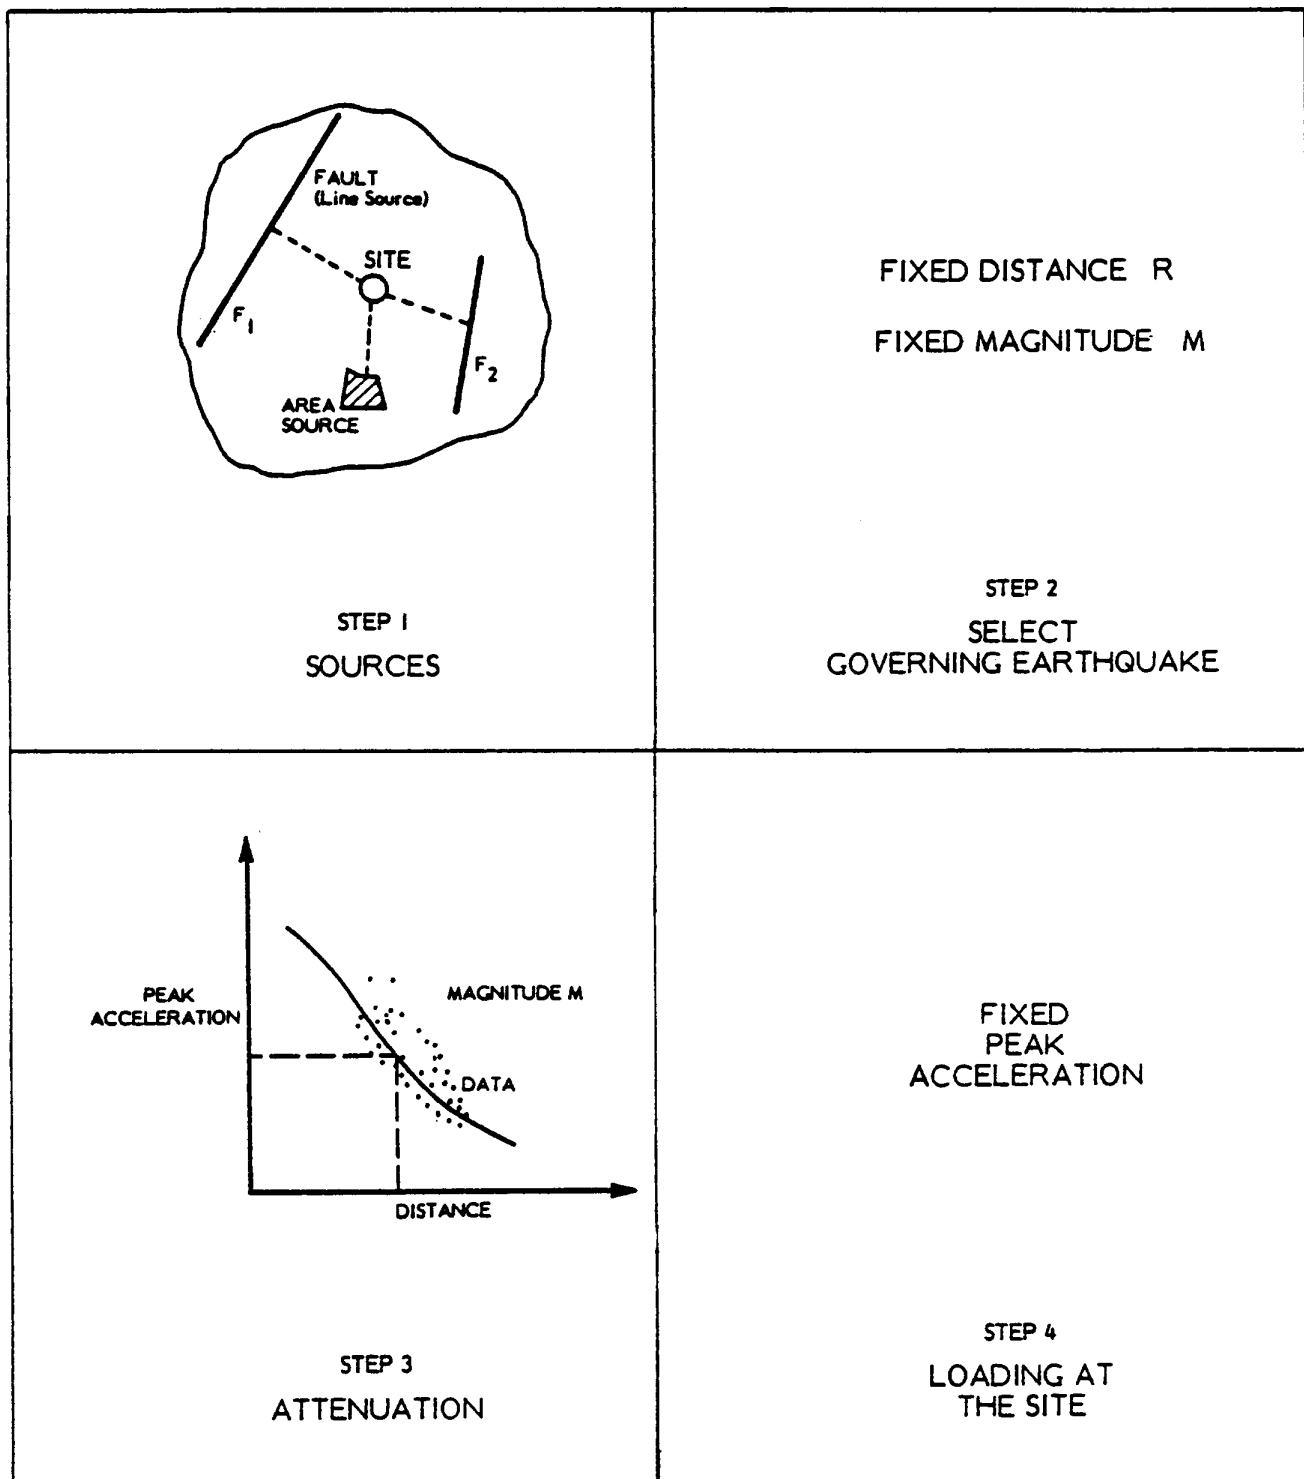 FAULT
(Line Source)
SITE
F1
F2
AREA
SOURCE
STEP 1
SOURCES
FIXED DISTANCE R
FIXED MAGNITUDE M
STEP 2
SELECT
GOVERNING EARTHQUAKE
PEAK
ACCELERATION
MAGNITUDE M
DATA
DISTANCE
STEP 3
ATTENUATION
FIXED
PEAK
ACCELERATION
STEP 4
LOADING AT
THE SITE